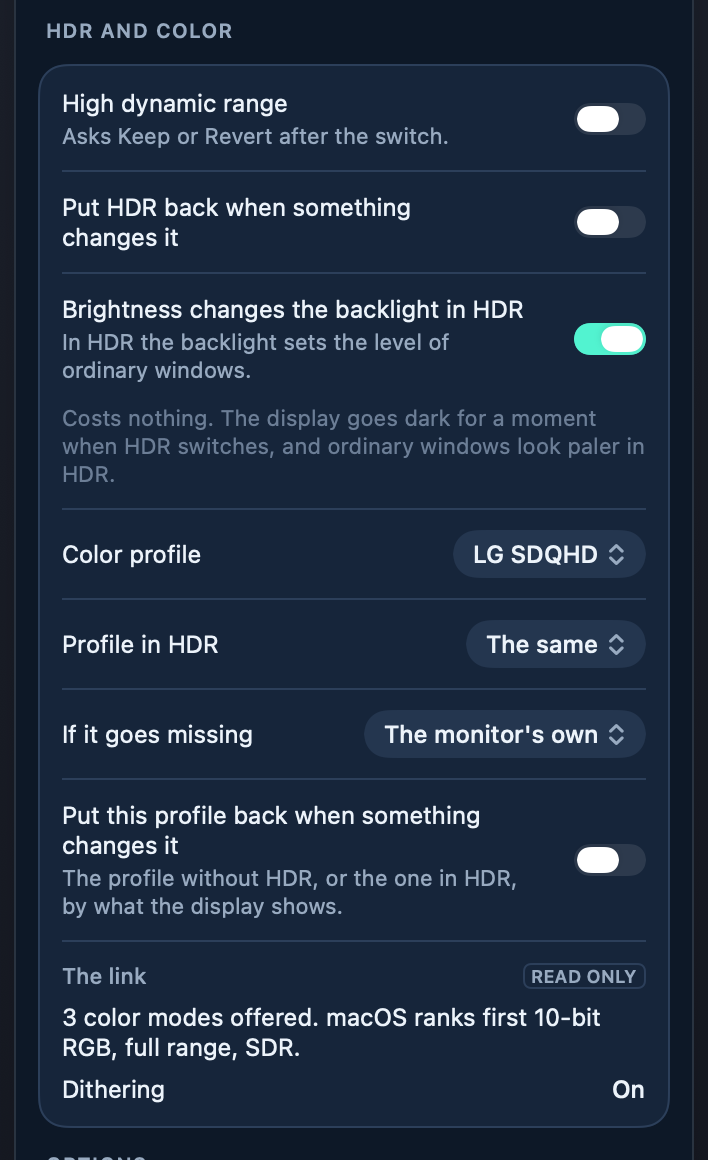 HDR AND COLOR
High dynamic range
Asks Keep or Revert after the switch.
Put HDR back when something
changes it
Brightness changes the backlight in HDR
In HDR the backlight sets the level of
ordinary windows.
Costs nothing. The display goes dark for a moment
when HDR switches, and ordinary windows look paler in
HDR.
Color profile
LG SDQHD
Profile in HDR
The same
If it goes missing
The monitor's own
Put this profile back when something
changes it
The profile without HDR, or the one in HDR,
by what the display shows.
The link
READ ONLY
3 color modes offered. macOS ranks first 10-bit
RGB, full range, SDR.
Dithering
On